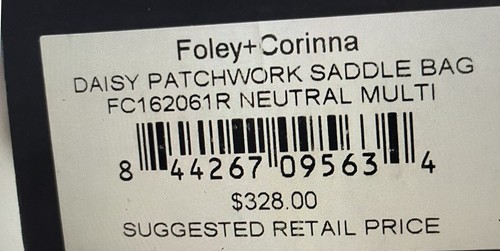 Foley+Corinna
DAISY PATCHWORK SADDLE BAG
FC162061R NEUTRAL MULTI
8 44267 09563 4
$328.00
SUGGESTED RETAIL PRICE